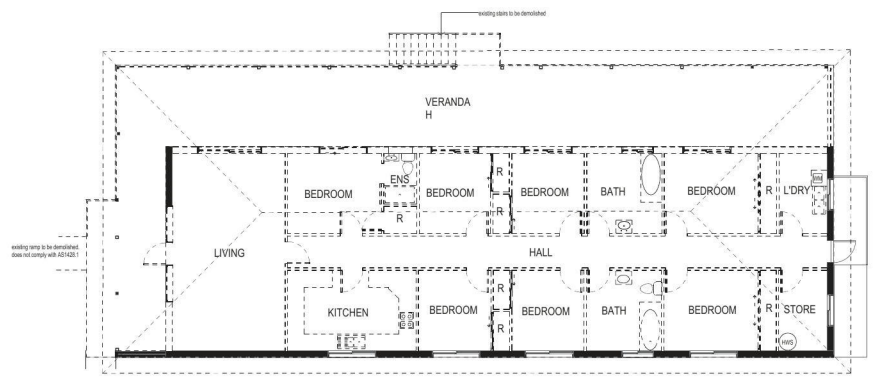 existing stairs to be demolished
VERANDA
H
ENS
BEDROOM
BEDROOM
R
BEDROOM
BATH
BEDROOM
R
WM
L'DRY
R
R
existing ramp to be demolished.
does not comply with AS1428.1
LIVING
HALL
KITCHEN
BEDROOM
R
R
BEDROOM
BATH
BEDROOM
R
STORE
HWS